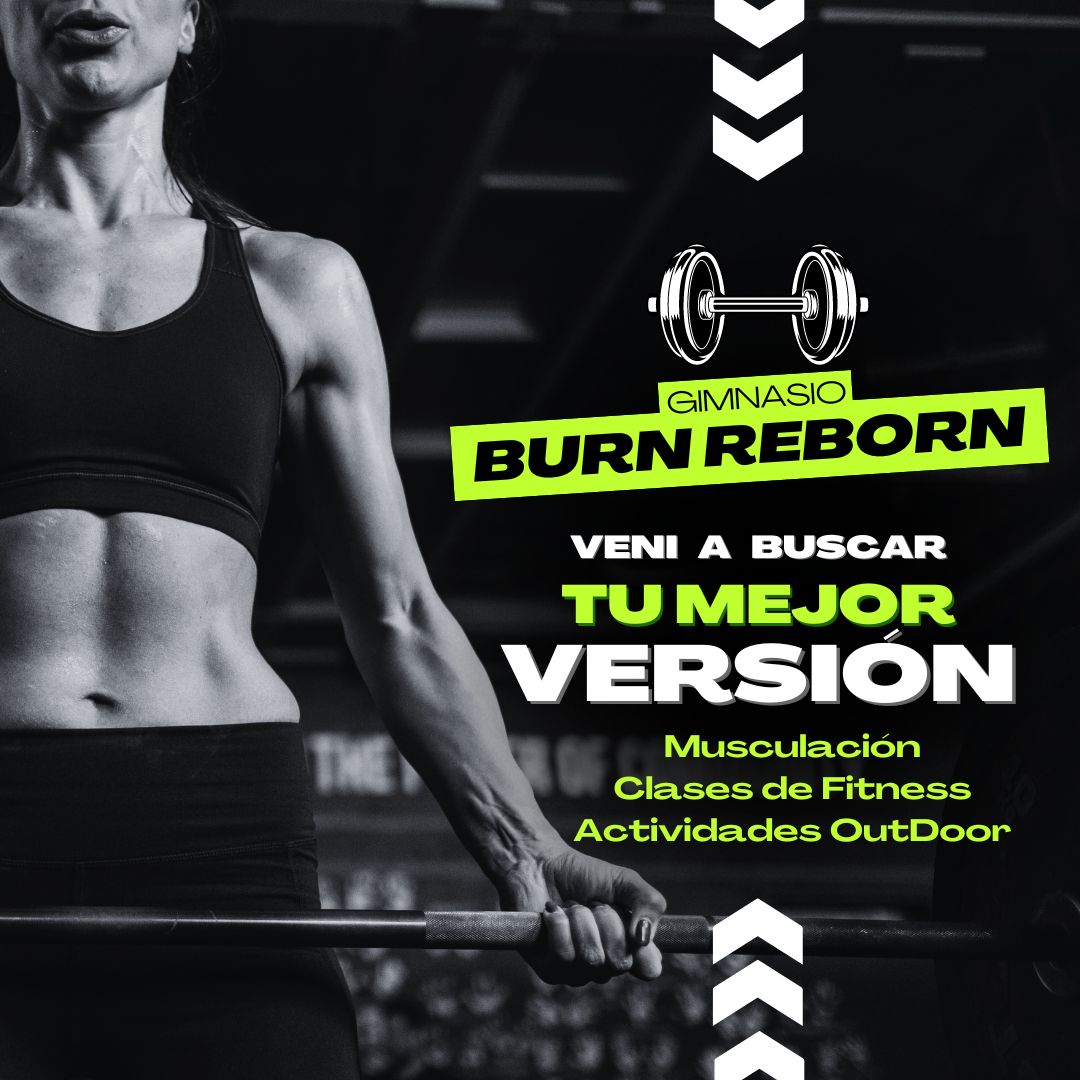 GIMNASIO
BURN REBORN
VENI A BUSCAR
TU MEJOR
VERSIÓN
Musculación
Clases de Fitness
Actividades OutDoor